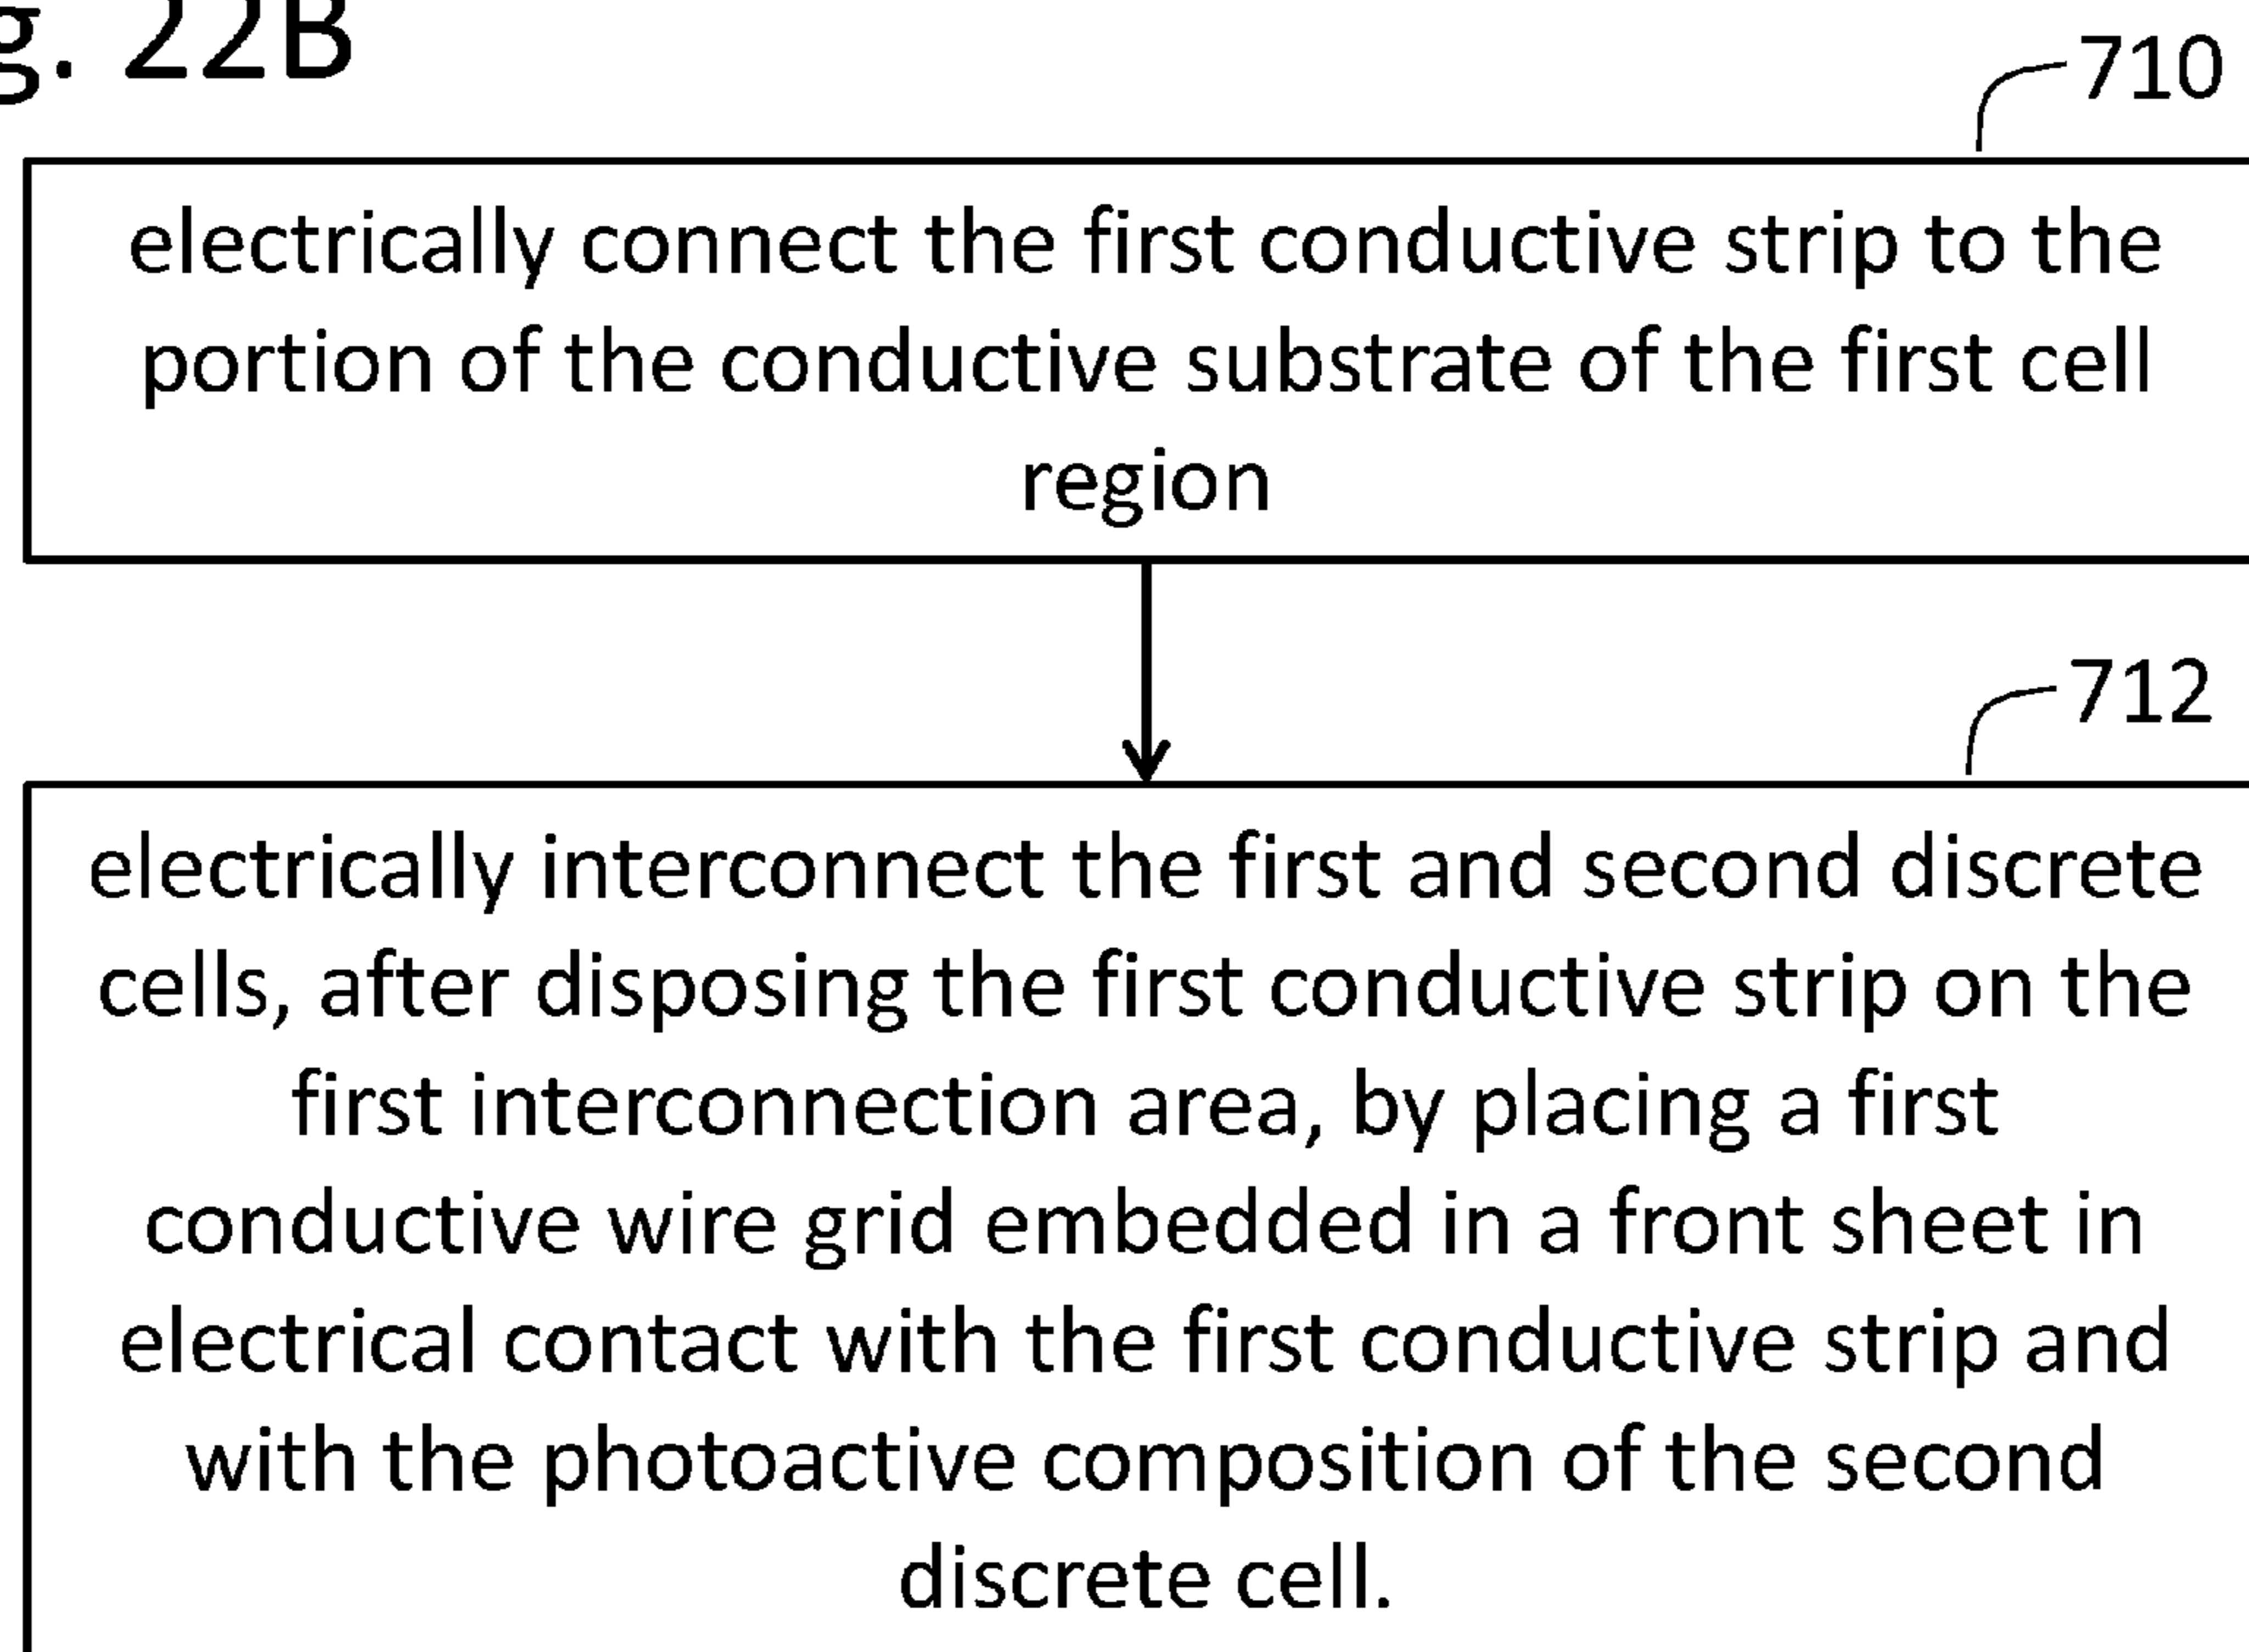 g. 22B
710
electrically connect the first conductive strip to the
portion of the conductive substrate of the first cell
region
712
electrically interconnect the first and second discrete
cells, after disposing the first conductive strip on the
first interconnection area, by placing a first
conductive wire grid embedded in a front sheet in
electrical contact with the first conductive strip and
with the photoactive composition of the second
discrete cell.